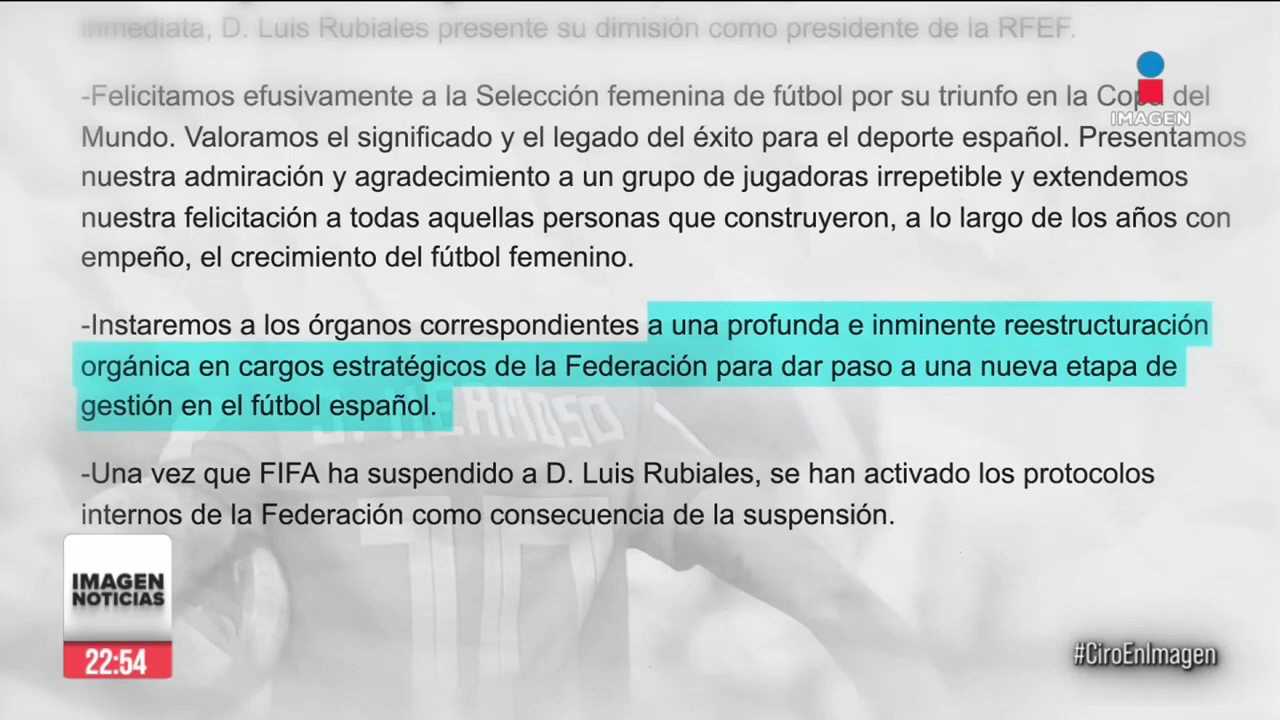 inmediata, D. Luis Rubiales presente su dimisión como presidente de la RFEF.
-Felicitamos efusivamente a la Selección femenina de fútbol por su triunfo en la Copa del
Mundo. Valoramos el significado y el legado del éxito para el deporte español. Presentamos
nuestra admiración y agradecimiento a un grupo de jugadoras irrepetible y extendemos
nuestra felicitación a todas aquellas personas que construyeron, a lo largo de los años con
empeño, el crecimiento del fútbol femenino.
-Instaremos a los órganos correspondientes a una profunda e inminente reestructuración
orgánica en cargos estratégicos de la Federación para dar paso a una nueva etapa de
gestión en el fútbol español.
-Una vez que FIFA ha suspendido a D. Luis Rubiales, se han activado los protocolos
internos de la Federación como consecuencia de la suspensión.
IMAGEN
J. HERMOSO
10
IMAGEN
NOTICIAS
22:54
#CiroEnImagen